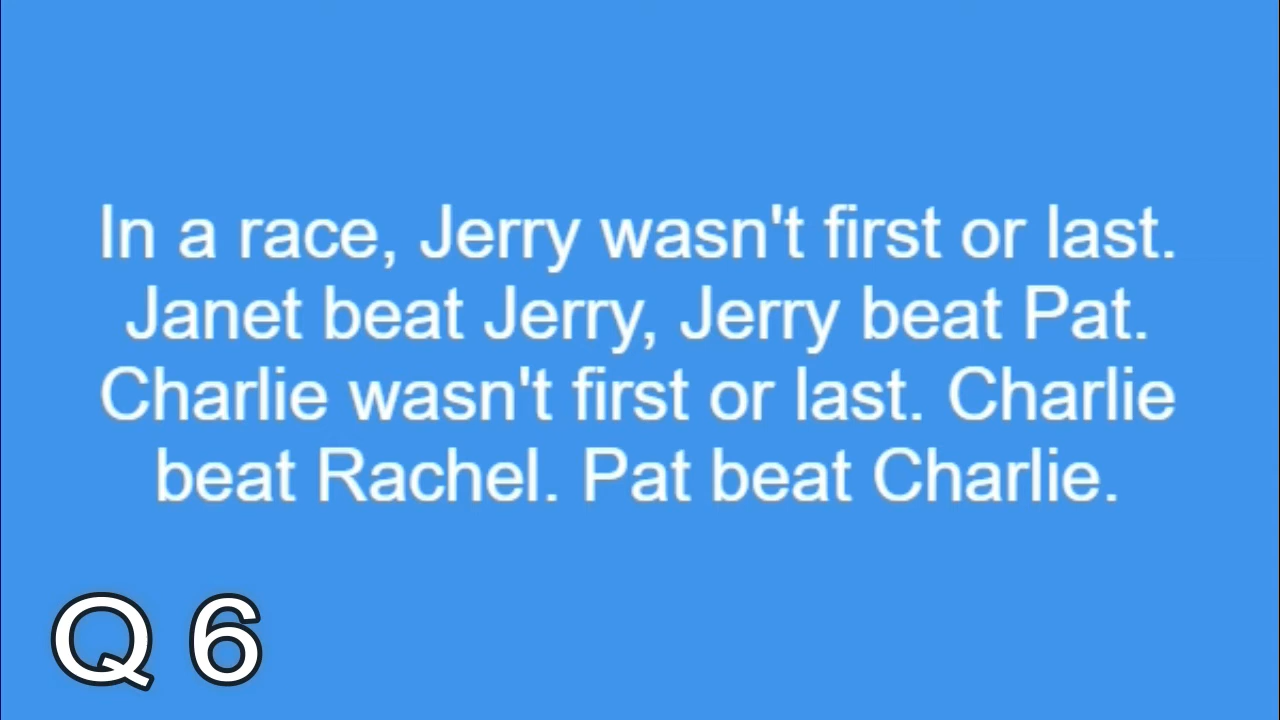 In a race, Jerry wasn't first or last.
Janet beat Jerry, Jerry beat Pat.
Charlie wasn't first or last. Charlie
beat Rachel. Pat beat Charlie.
Q 6